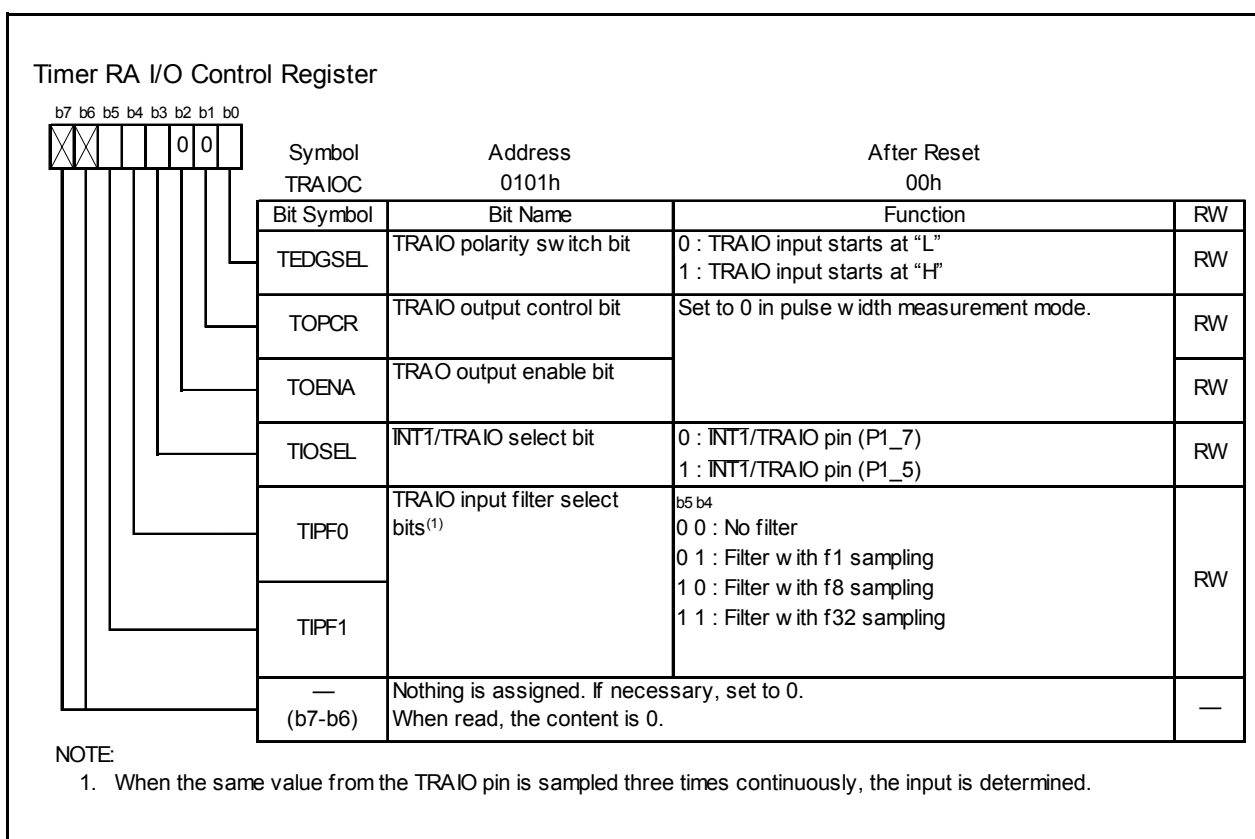 Timer RA I/O Control Register
b7 b6 b5 b4 b3 b2 b1 b0
0 0
Symbol Address After Reset
TRAIOC 0101h 00h
Bit Symbol Bit Name Function RW
TEDGSEL TRAIO polarity switch bit 0 : TRAIO input starts at “L” RW
1 : TRAIO input starts at “H”
TOPCR TRAIO output control bit Set to 0 in pulse width measurement mode. RW
TOENA TRAO output enable bit RW
TIOSEL INT1/TRAIO select bit 0 : INT1/TRAIO pin (P1_7) RW
1 : INT1/TRAIO pin (P1_5)
TIPF0 TRAIO input filter select bits(1) b5 b4
0 0 : No filter
0 1 : Filter with f1 sampling
1 0 : Filter with f8 sampling RW
TIPF1 1 1 : Filter with f32 sampling
— Nothing is assigned. If necessary, set to 0. —
(b7-b6) When read, the content is 0.
NOTE:
1. When the same value from the TRAIO pin is sampled three times continuously, the input is determined.